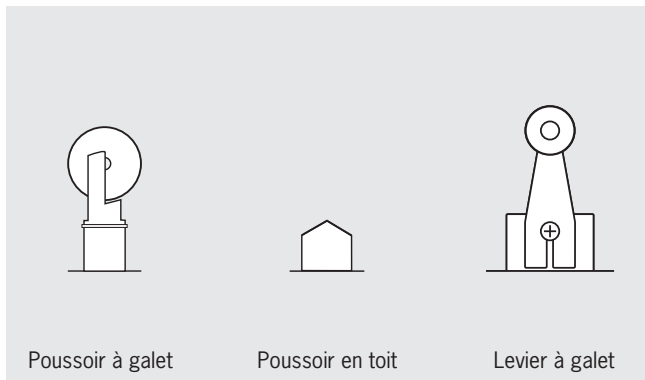 Poussoir à galet
Poussoir en toit
Levier à galet